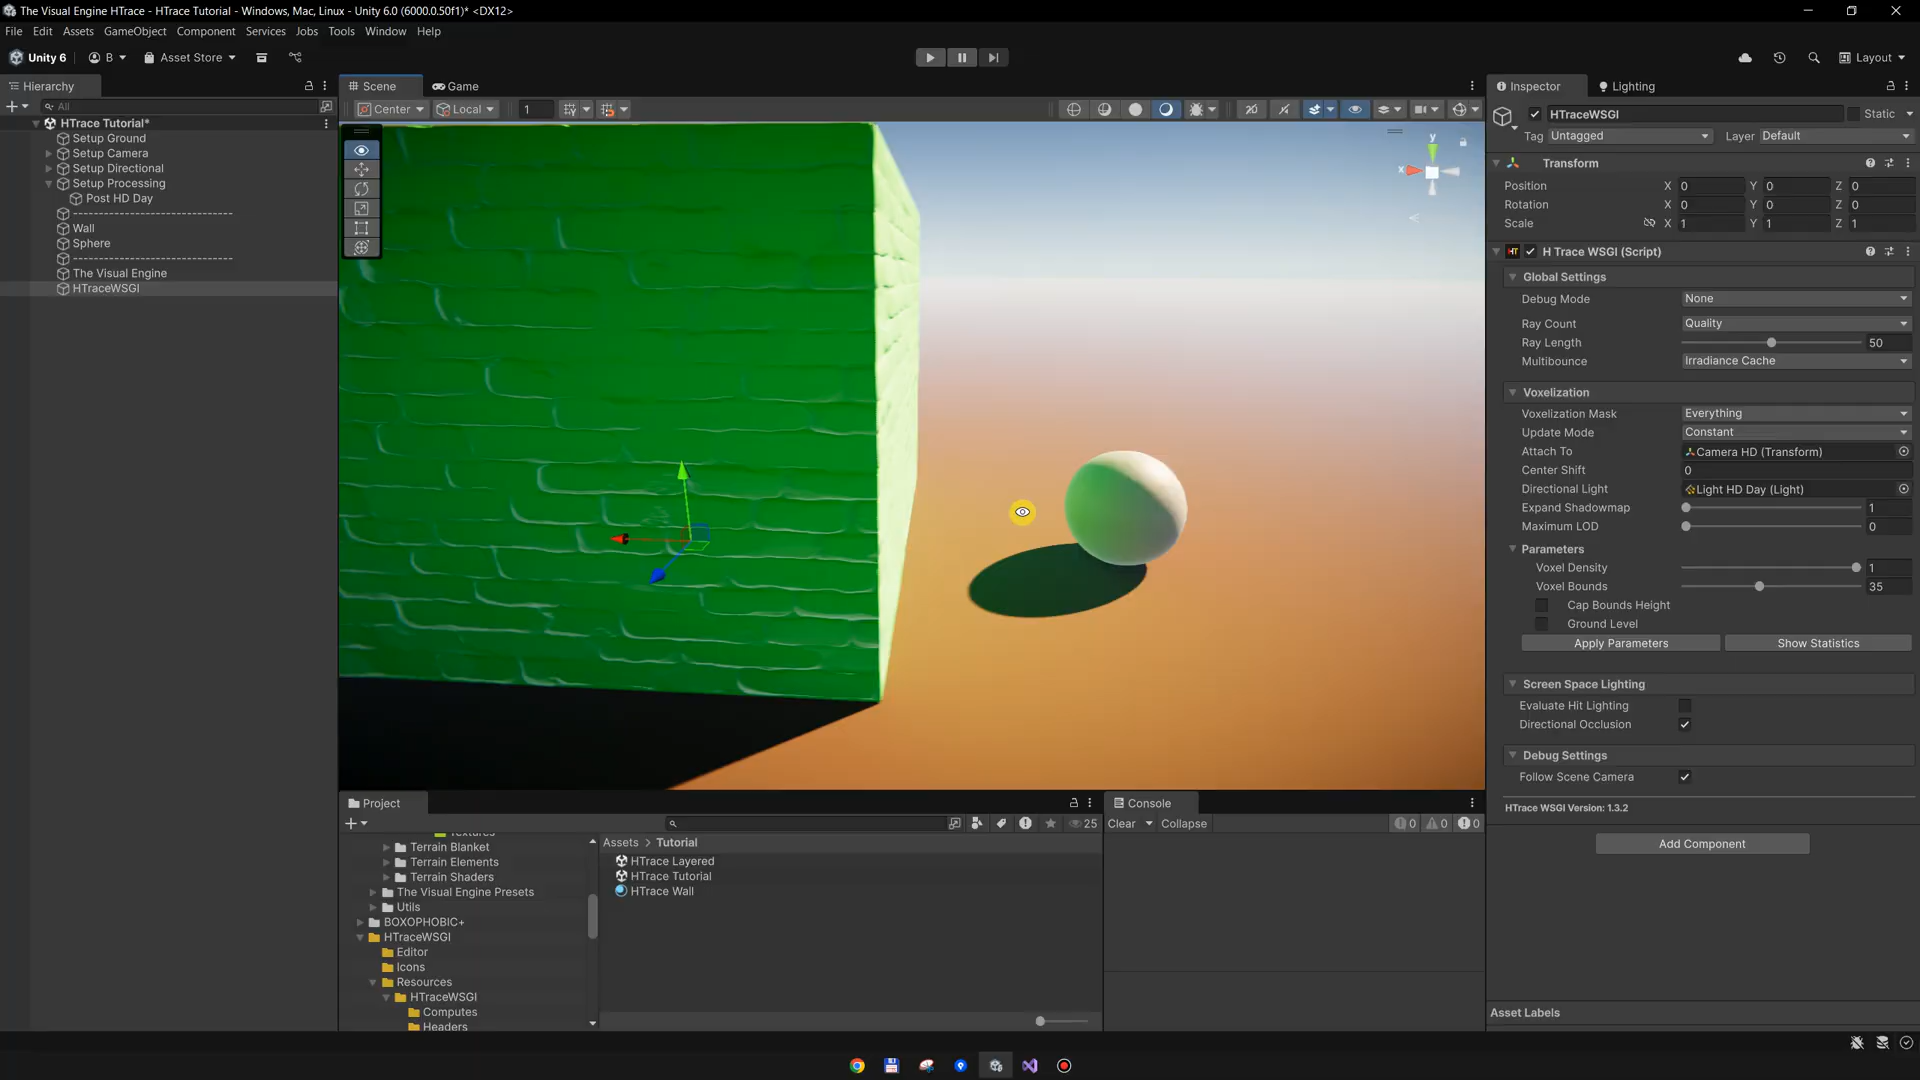 The Visual Engine HTrace - HTrace Tutorial - Windows, Mac, Linux - Unity 6.0 (6000.0.50f1)* <DX12>
File Edit Assets GameObject Component Services Jobs Tools Window Help
Unity 6 B Asset Store Layout
Hierarchy
All
HTrace Tutorial*
Setup Ground
Setup Camera
Setup Directional
Setup Processing
Post HD Day
--------------------------------
Wall
Sphere
--------------------------------
The Visual Engine
HTraceWSGI
Scene Game
Center Local 1
y
x
Inspector Lighting
HTraceWSGI Static
Tag Untagged Layer Default
Transform
Position X 0 Y 0 Z 0
Rotation X 0 Y 0 Z 0
Scale X 1 Y 1 Z 1
HT H Trace WSGI (Script)
Global Settings
Debug Mode None
Ray Count Quality
Ray Length 50
Multibounce Irradiance Cache
Voxelization
Voxelization Mask Everything
Update Mode Constant
Attach To Camera HD (Transform)
Center Shift 0
Directional Light Light HD Day (Light)
Expand Shadowmap 1
Maximum LOD 0
Parameters
Voxel Density 1
Voxel Bounds 35
Cap Bounds Height
Ground Level
Apply Parameters Show Statistics
Screen Space Lighting
Evaluate Hit Lighting
Directional Occlusion
Debug Settings
Follow Scene Camera
HTrace WSGI Version: 1.3.2
Add Component
Asset Labels
Project
25
Textures
Terrain Blanket
Terrain Elements
Terrain Shaders
The Visual Engine Presets
Utils
BOXOPHOBIC+
HTraceWSGI
Editor
Icons
Resources
HTraceWSGI
Computes
Headers
Assets > Tutorial
HTrace Layered
HTrace Tutorial
HTrace Wall
Console
Clear Collapse 0 0 0